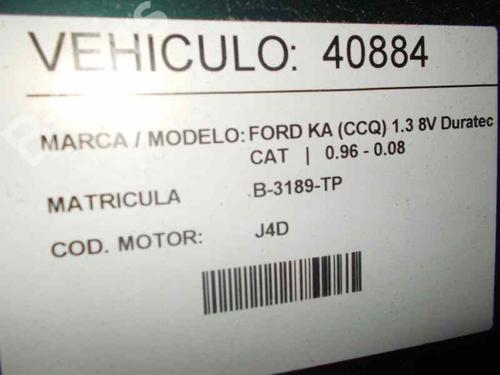 VEHICULO: 40884
MARCA / MODELO: FORD KA (CCQ) 1.3 8V Duratec
CAT | 0.96 - 0.08
MATRICULA B-3189-TP
COD. MOTOR: J4D